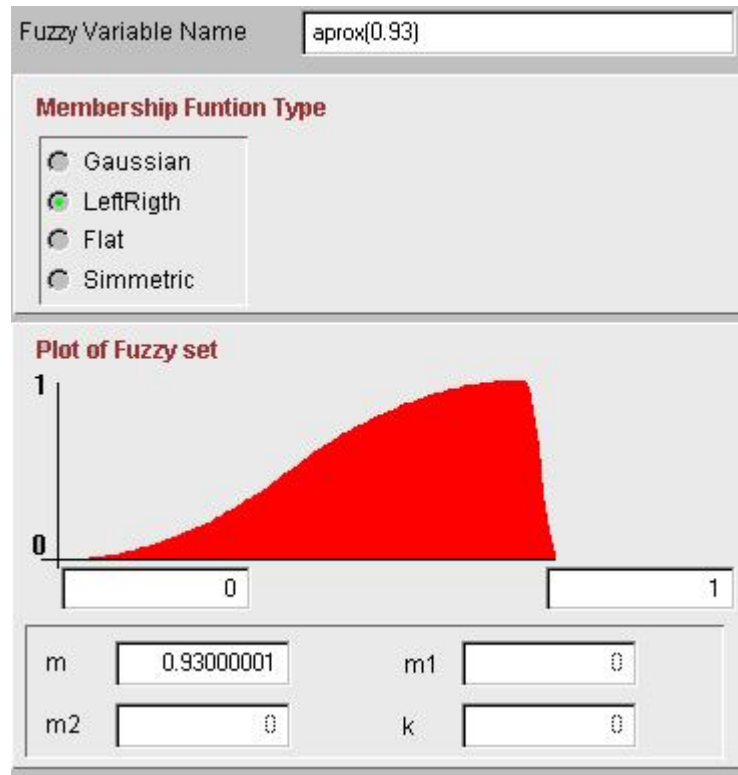 Fuzzy Variable Name aprox(0.93)
Membership Funtion Type
Gaussian
LeftRigth
Flat
Simmetric
Plot of Fuzzy set
1
0
0 1
m 0.93000001 m1 0
m2 0 k 0